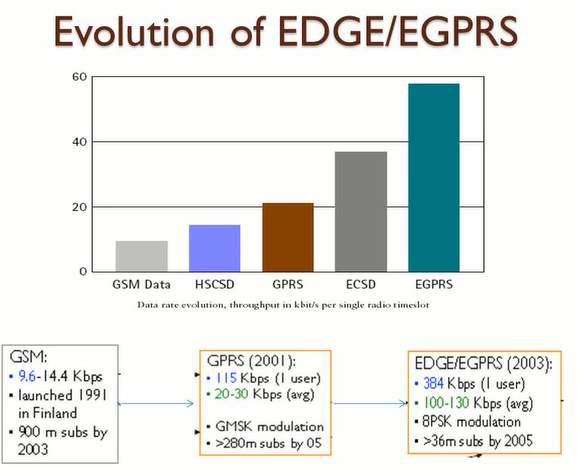 Evolution of EDGE/EGPRS
60
40
20
0
GSM Data HSCSD GPRS ECSD EGPRS
Data rate evolution, throughput in kbit/s per single radio timeslot
GSM:
▪ 9.6-14.4 Kbps
▪ launched 1991
in Finland
▪ 900 m subs by
2003
GPRS (2001):
▪ 115 Kbps (1 user)
▪ 20-30 Kbps (avg)
GMSK modulation
▪ >280m subs by 05
EDGE/EGPRS (2003):
▪ 384 Kbps (1 user)
▪ 100-130 Kbps (avg)
▪ 8PSK modulation
▪ >36m subs by 2005